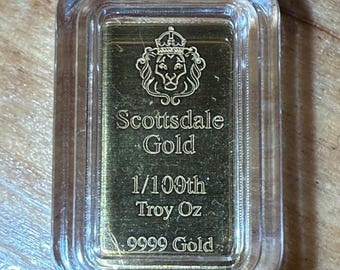 Scottsdale
Gold
1/100th
Troy Oz
.9999 Gold